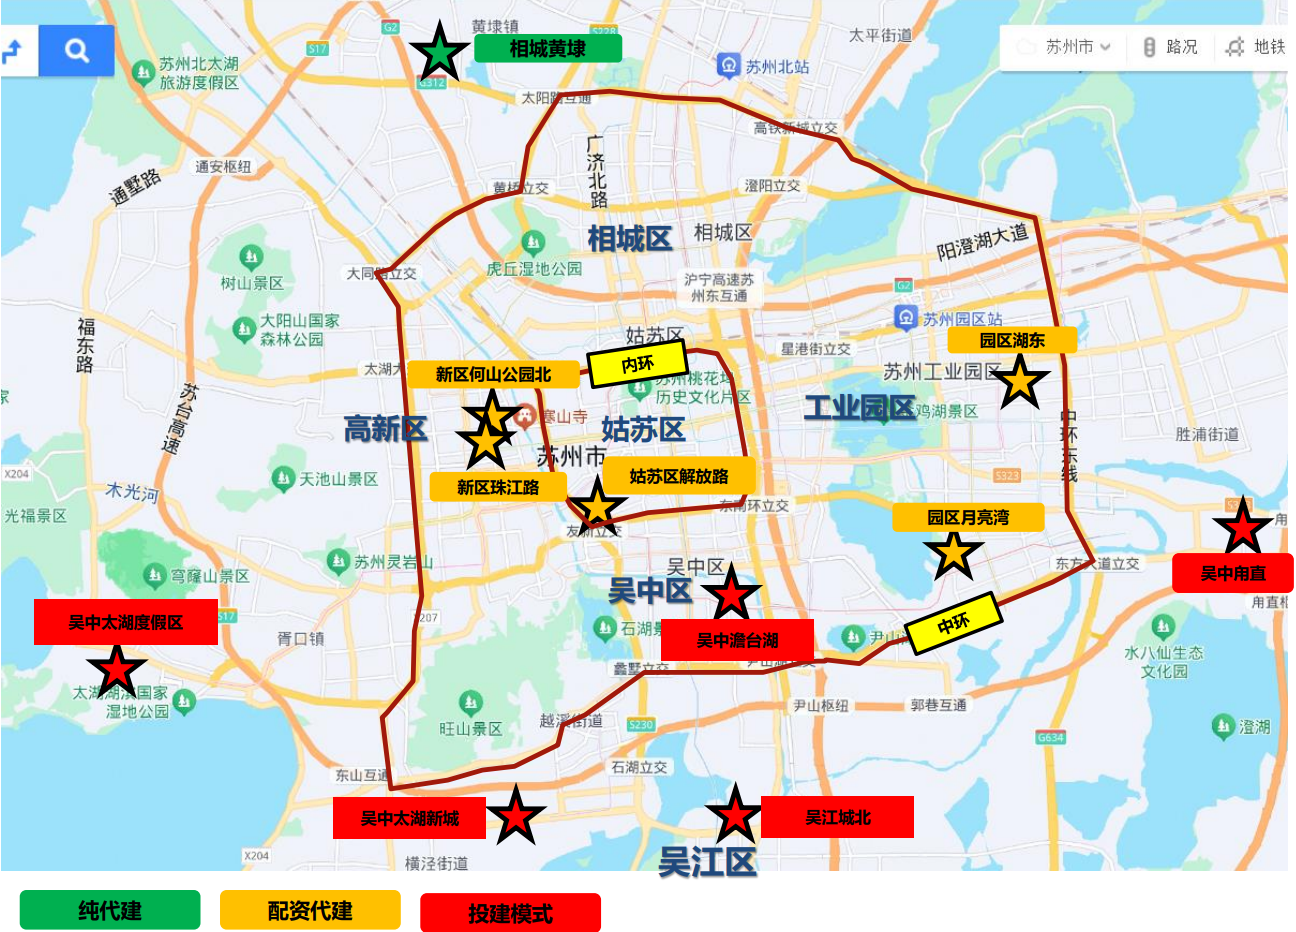 黄埭镇
S228
太平街道
G2
S17
相城黄埭
苏州市
路况
地铁
苏州北太湖
旅游度假区
苏州北站
G312
太阳路互通
高铁新城立交
广济北路
通安枢纽
通墅路
黄桥立交
澄阳立交
相城区
相城区
阳澄湖大道
虎丘湿地公园
大同路立交
树山景区
沪宁高速苏
州东互通
G2
大阳山国家
森林公园
苏州园区站
福东路
姑苏区
园区湖东
星港街立交
内环
太湖大
新区何山公园北
苏州工业园区
苏州桃花坞
历史文化片区
苏台高速
寒山寺
工业园区
鸡湖景区
高新区
姑苏区
中环东线
胜浦街道
苏州市
X204
天池山景区
姑苏区解放路
S323
新区珠江路
木光河
东南环立交
光福景区
园区月亮湾
友新立交
甪
苏州灵岩山
吴中区
东方大道立交
吴中甪直
穹窿山景区
吴中区
甪直
S17
207
吴中太湖度假区
石湖景
中环
胥口镇
吴中澹台湖
尹山
水八仙生态
文化园
蠡墅立交
太湖湖滨国家
湿地公园
旺山景区
越溪街道
S230
尹山枢纽
郭巷互通
澄湖
G634
东山互通
石湖立交
吴中太湖新城
吴江城北
X204
横泾街道
吴江区
纯代建
配资代建
投建模式